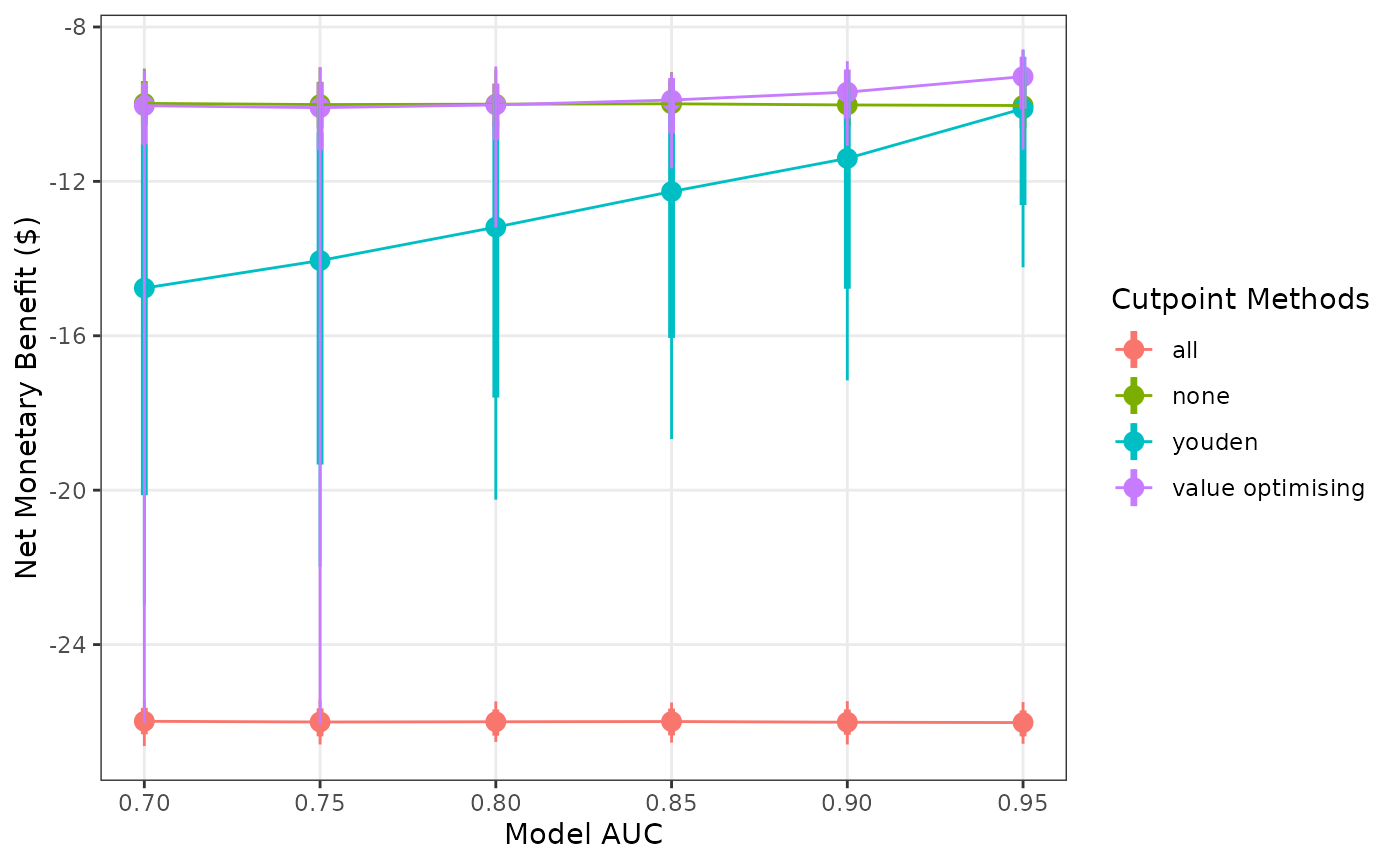 -8
-12
-16
-20
-24
Net Monetary Benefit ($)
0.70 0.75 0.80 0.85 0.90 0.95
Model AUC
Cutpoint Methods
all
none
youden
value optimising